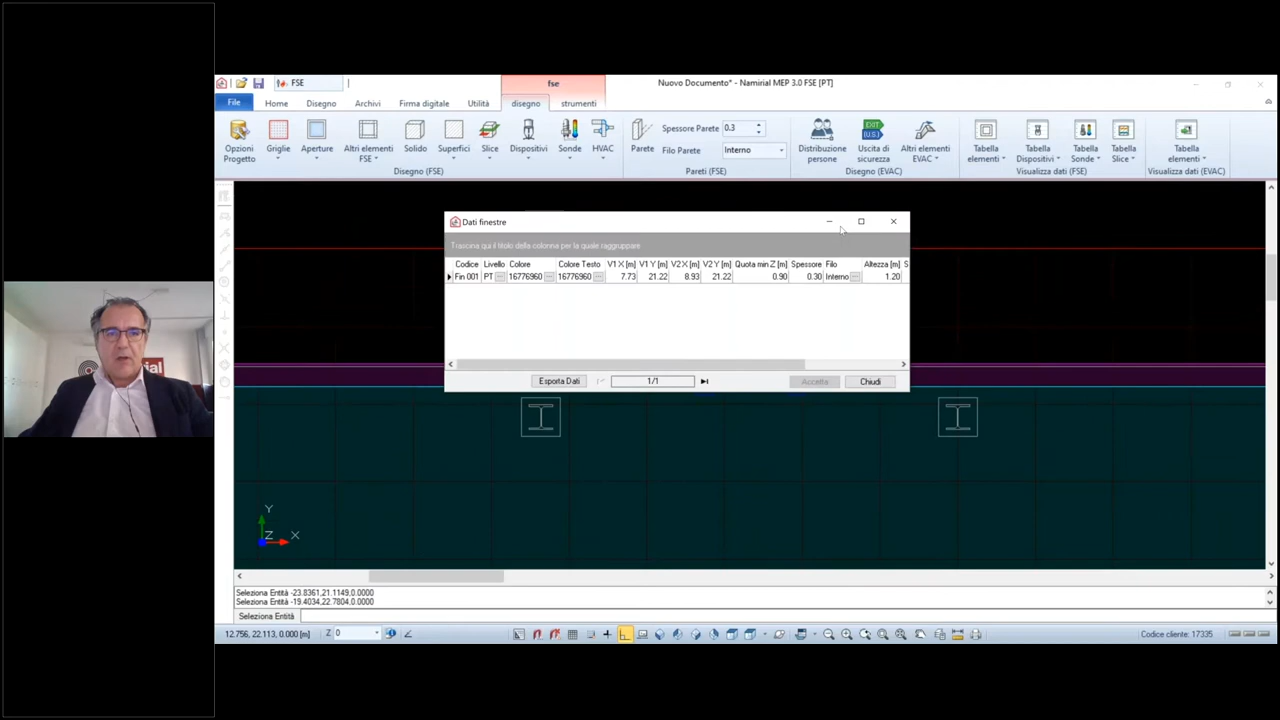 FSE
fse
Nuovo Documento* - Namirial MEP 3.0 FSE [PT]
File
Home
Disegno
Archivi
Firma digitale
Utilità
disegno
strumenti
Opzioni Progetto
Griglie
Aperture
Altri elementi FSE
Solido
Superfici
Slice
Dispositivi
Sonde
HVAC
Parete
Spessore Parete 0.3
Filo Parete Interno
Distribuzione persone
EXIT (U.S.)
Uscita di sicurezza
Altri elementi EVAC
Tabella elementi
Tabella Dispositivi
Tabella Sonde
Tabella Slice
Tabella elementi
Disegno (FSE)
Pareti (FSE)
Disegno (EVAC)
Visualizza dati (FSE)
Visualizza dati (EVAC)
Dati finestre
Trascina qui il titolo della colonna per la quale raggruppare
Codice Livello Colore Colore Testo V1 X [m] V1 Y [m] V2 X [m] V2 Y [m] Quota min Z [m] Spessore Filo Altezza [m] S
Fin 001 PT 16776960 16776960 7.73 21.22 8.93 21.22 0.90 0.30 Interno 1.20
Esporta Dati
1/1
Accetta
Chiudi
Y
Z X
Seleziona Entità -23.8361,21.1149,0.0000
Seleziona Entità -19.4034,22.7804,0.0000
Seleziona Entità
12.756, 22.113, 0.000 [m]
Z 0
Codice cliente: 17335